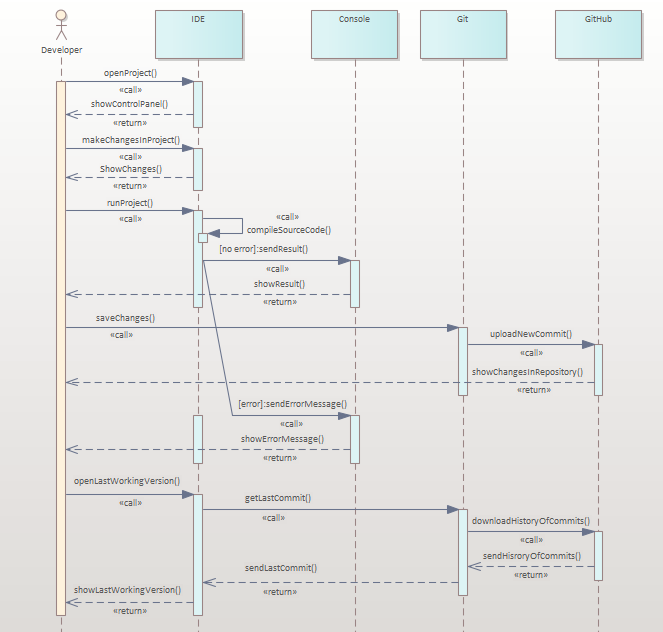 IDE
Console
Git
GitHub
Developer
openProject()
«call»
showControlPanel()
«return»
makeChangesInProject()
«call»
ShowChanges()
«return»
runProject()
«call»
«call»
compileSourceCode()
[no error]:sendResult()
«call»
showResult()
«return»
saveChanges()
«call»
uploadNewCommit()
«call»
showChangesInRepository()
«return»
[error]:sendErrorMessage()
«call»
showErrorMessage()
«return»
openLastWorkingVersion()
«call»
getLastCommit()
«call»
downloadHistoryOfCommits()
«call»
sendHisroryOfCommits()
«return»
sendLastCommit()
«return»
showLastWorkingVersion()
«return»